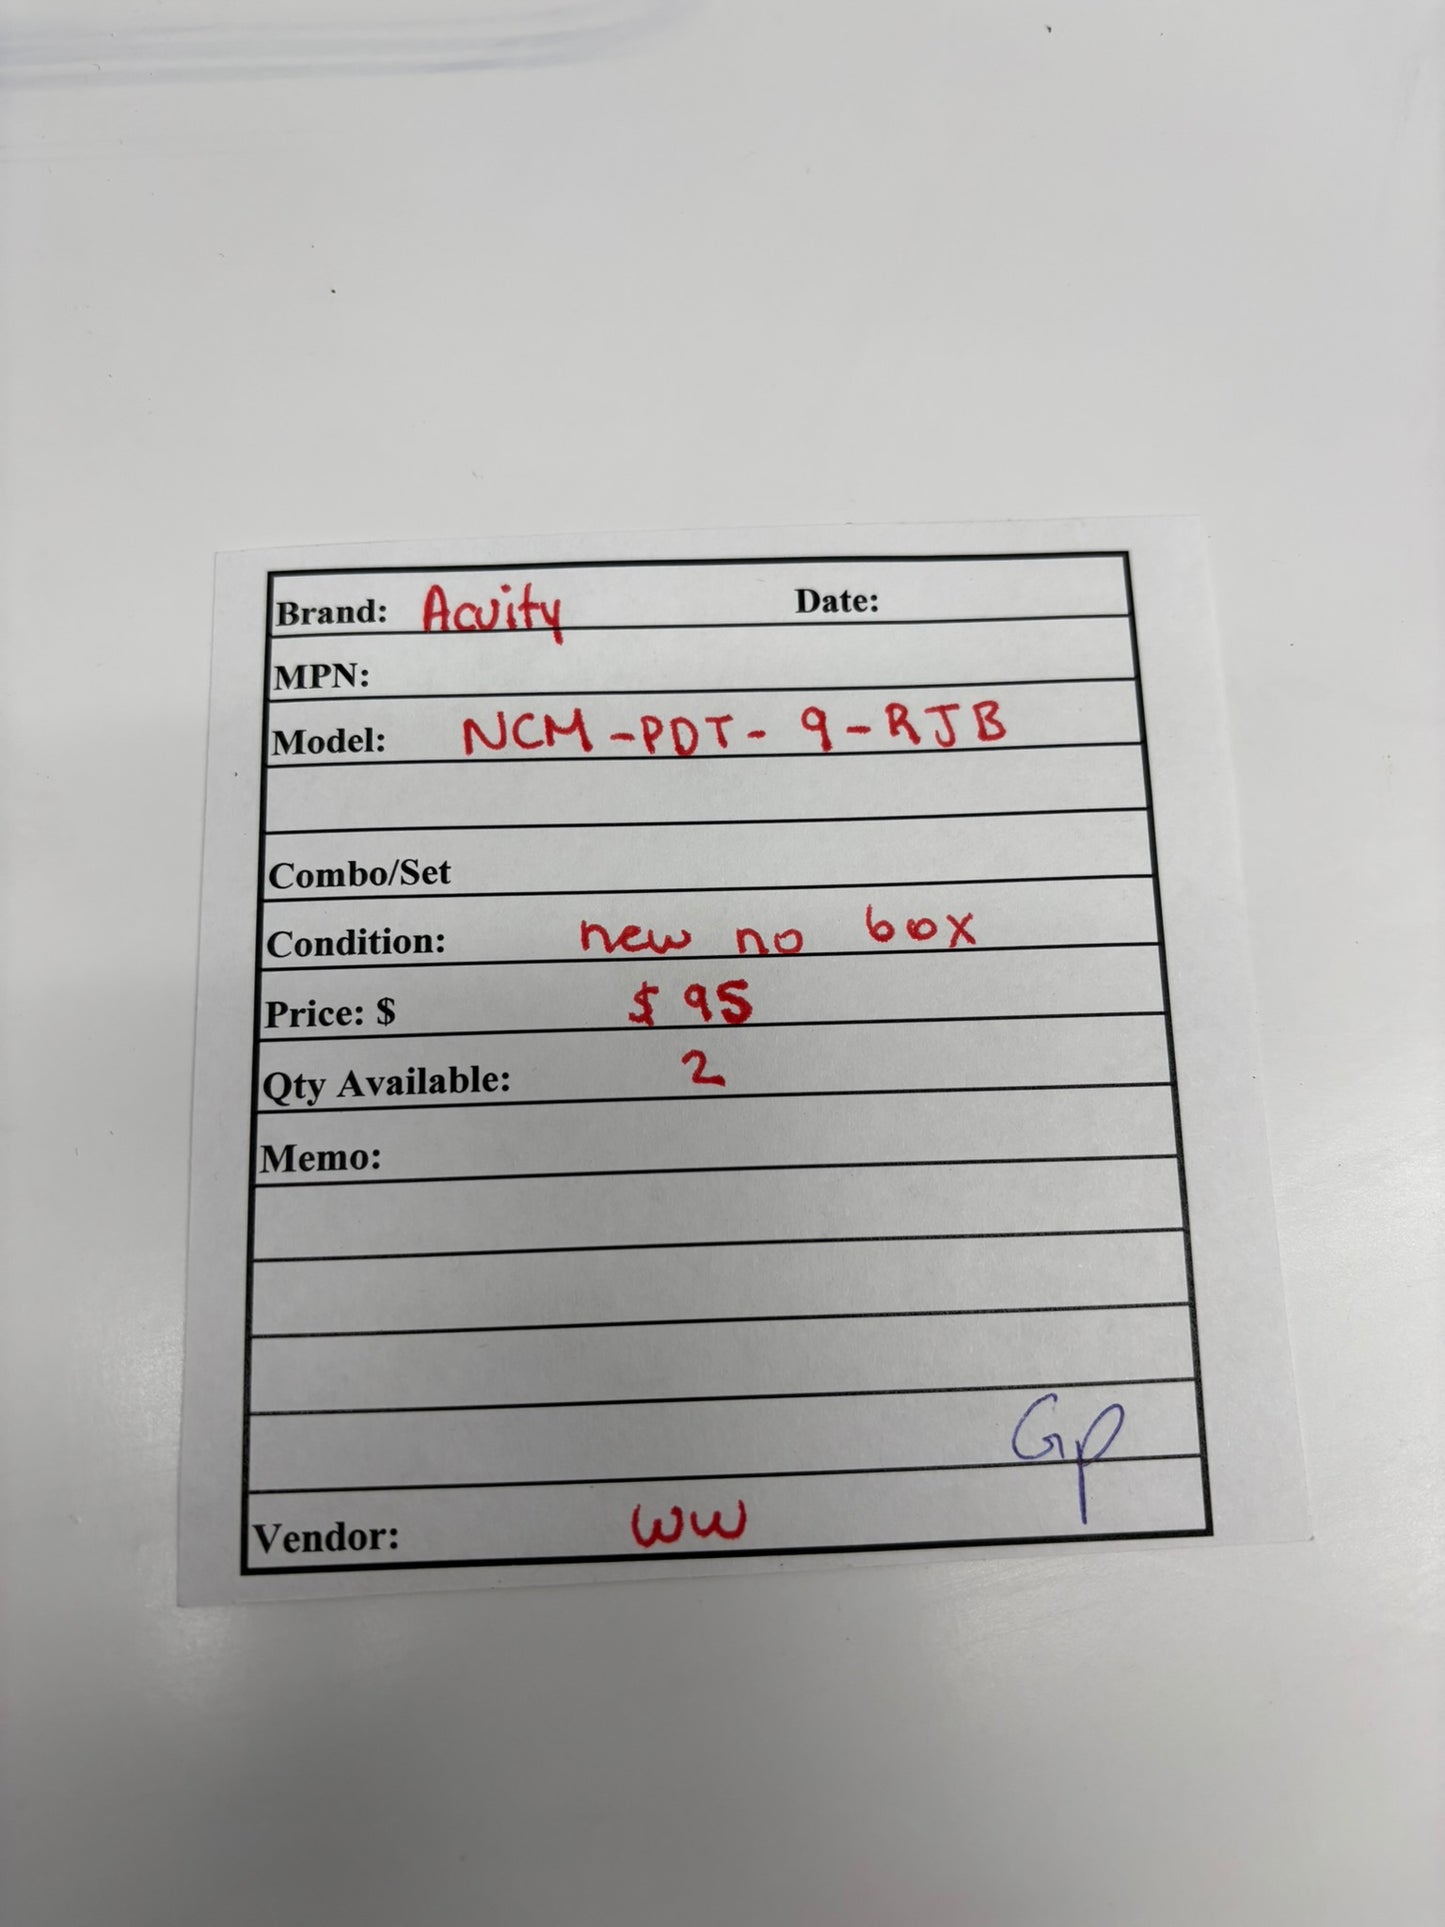 Brand: Acuity Date:
MPN:
Model: NCM-PDT-9-RJB
Combo/Set
Condition: new no box
Price: $ $95
Qty Available: 2
Memo:
GP
Vendor: WW